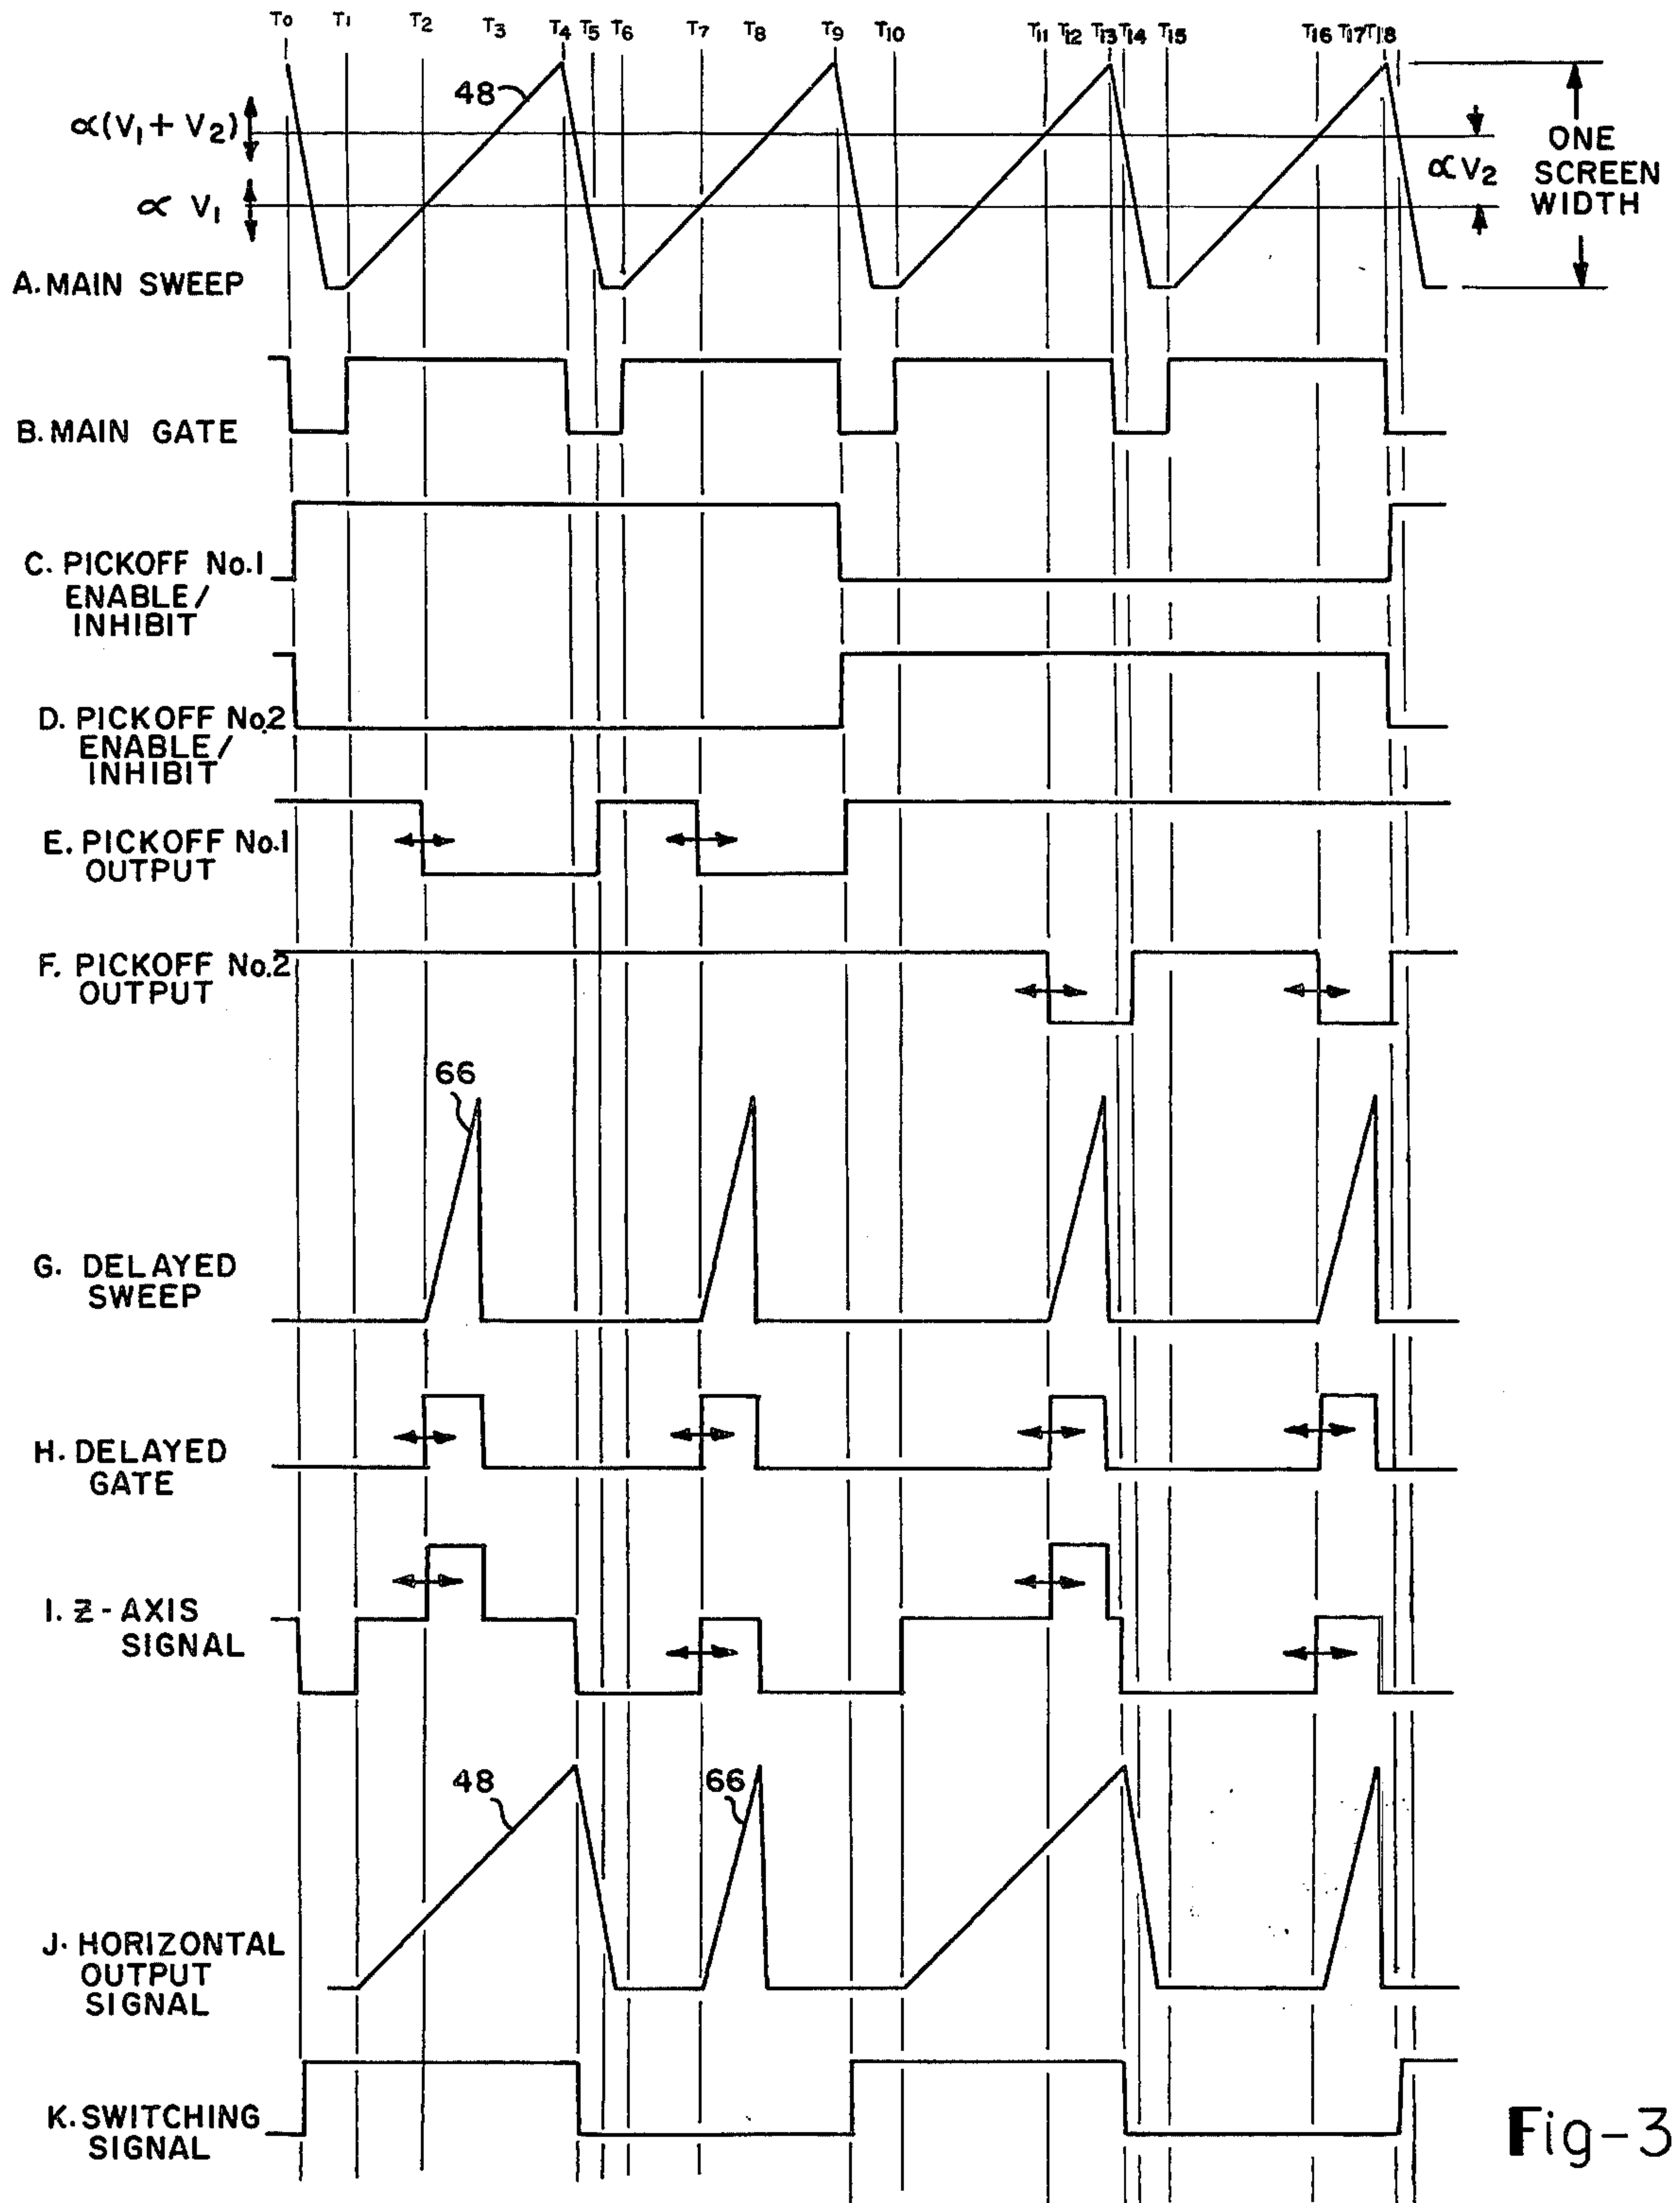 T0 T1 T2 T3 T4 T5 T6 T7 T8 T9 T10 T11 T12 T13 T14 T15 T16 T17 T18
48
∝(V1 + V2)
∝ V1
∝V2
ONE
SCREEN
WIDTH
A. MAIN SWEEP
B. MAIN GATE
C. PICKOFF No.1
ENABLE/
INHIBIT
D. PICKOFF No.2
ENABLE/
INHIBIT
E. PICKOFF No.1
OUTPUT
F. PICKOFF No.2
OUTPUT
66
G. DELAYED
SWEEP
H. DELAYED
GATE
I. Z-AXIS
SIGNAL
48
66
J. HORIZONTAL
OUTPUT
SIGNAL
K. SWITCHING
SIGNAL
Fig-3